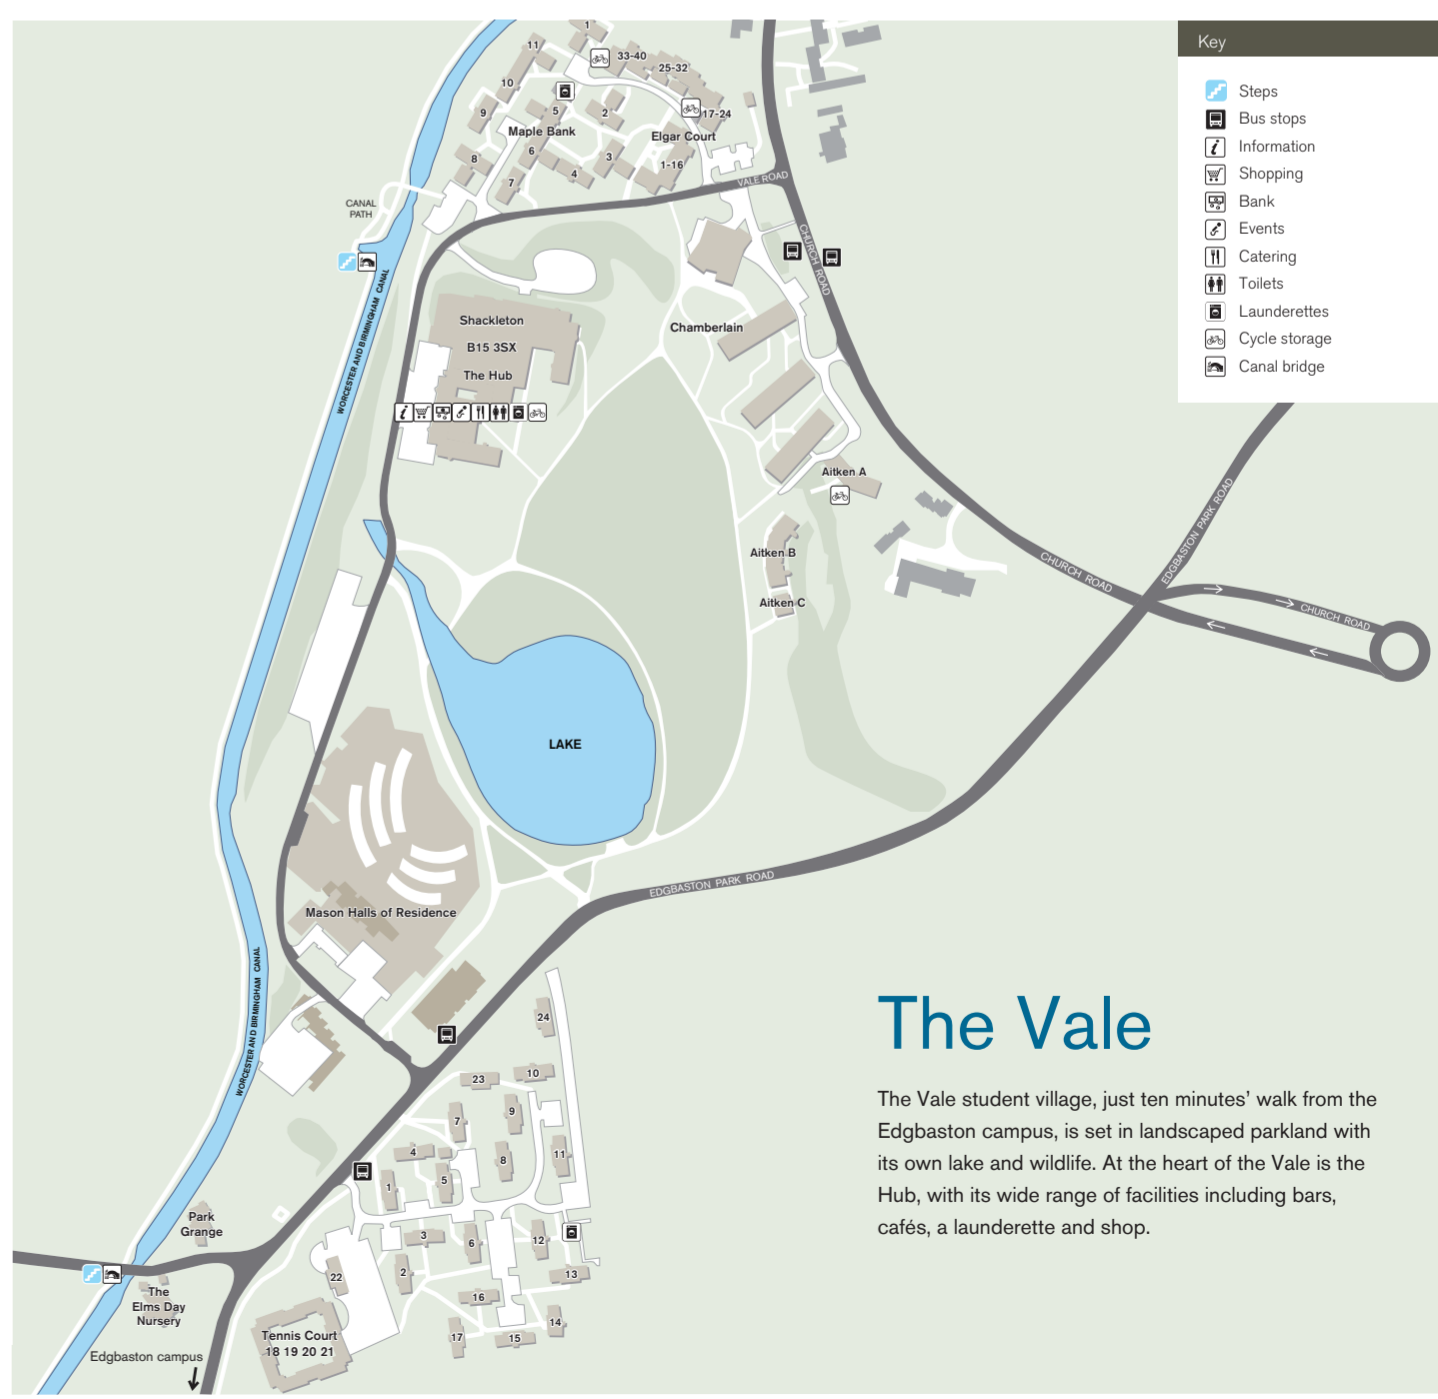 Key
Steps
Bus stops
Information
Shopping
Bank
Events
Catering
Toilets
Launderettes
Cycle storage
Canal bridge
1
11
33-40
25-32
10
9
5
2
17-24
Maple Bank
Elgar Court
8
6
3
1-16
7
4
VALE ROAD
CANAL
PATH
CHURCH ROAD
WORCESTER AND BIRMINGHAM CANAL
Shackleton
B15 3SX
The Hub
Chamberlain
Aitken A
Aitken B
Aitken C
CHURCH ROAD
EDGBASTON PARK ROAD
CHURCH ROAD
LAKE
EDGBASTON PARK ROAD
Mason Halls of Residence
WORCESTER AND BIRMINGHAM CANAL
The Vale
The Vale student village, just ten minutes’ walk from the
Edgbaston campus, is set in landscaped parkland with
its own lake and wildlife. At the heart of the Vale is the
Hub, with its wide range of facilities including bars,
cafés, a launderette and shop.
24
23
10
7
9
4
8
11
1
5
3
6
12
2
22
13
16
14
17
15
Park
Grange
The
Elms Day
Nursery
Tennis Court
18 19 20 21
Edgbaston campus